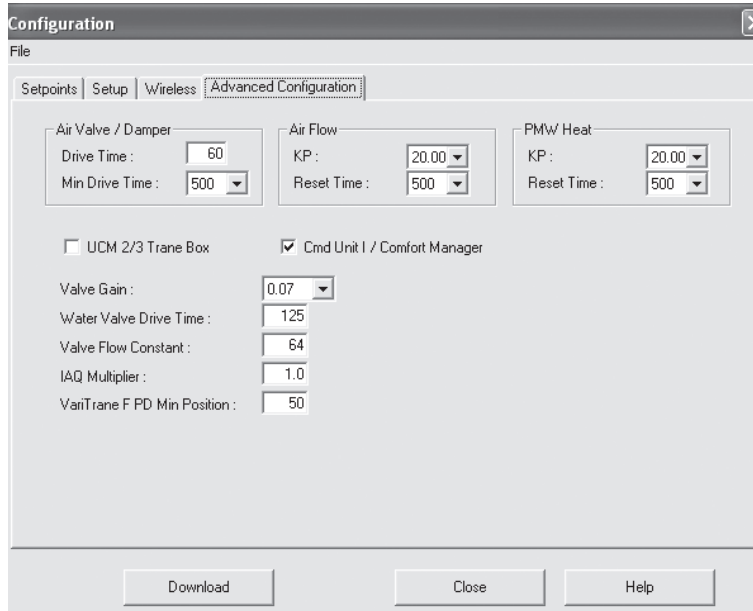 Configuration
File
Setpoints Setup Wireless Advanced Configuration
Air Valve / Damper Air Flow PMW Heat
Drive Time : 60 KP : 20.00 KP : 20.00
Min Drive Time : 500 Reset Time : 500 Reset Time : 500
UCM 2/3 Trane Box Cmd Unit I / Comfort Manager
Valve Gain : 0.07
Water Valve Drive Time : 125
Valve Flow Constant : 64
IAQ Multiplier : 1.0
VariTrane F PD Min Position : 50
Download Close Help